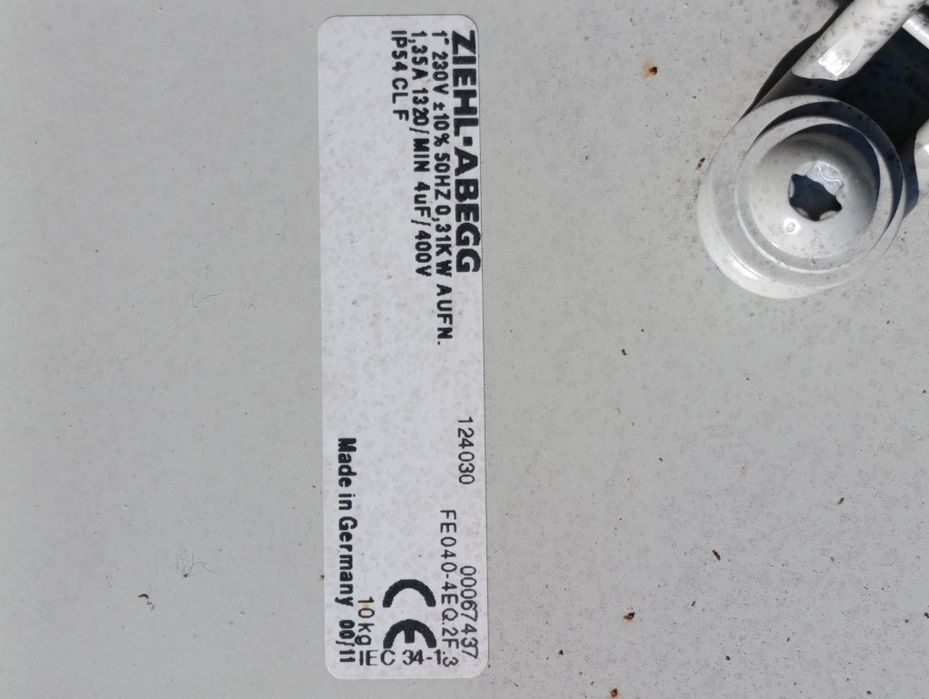 ZIEHL-ABEGG 124030 00067437
1~ 230V ±10% 50HZ 0,31KW AUFN. FE040-4EQ.2F.3
1,35A 1320/MIN 4uF/400V
IP54 CL F
CE
IEC 34-1
10kg
Made in Germany 00/11